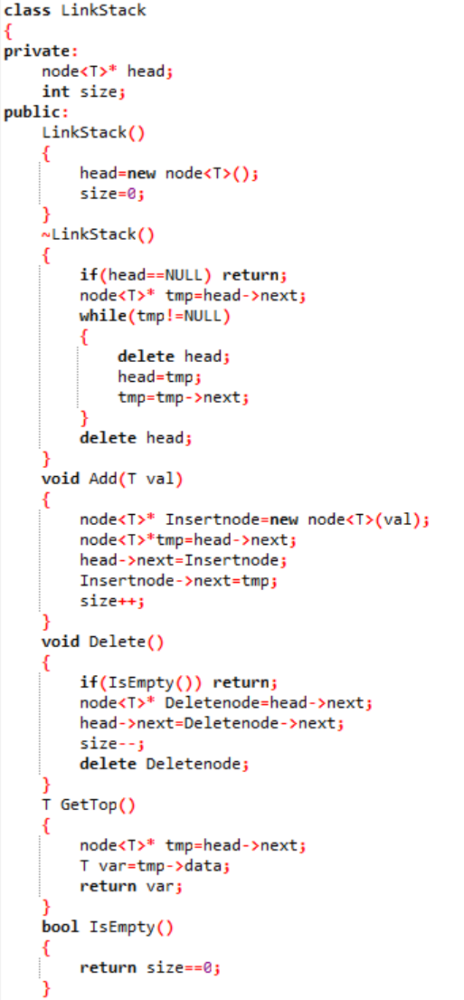 class LinkStack
{
private:
    node<T>* head;
    int size;
public:
    LinkStack()
    {
        head=new node<T>();
        size=0;
    }
    ~LinkStack()
    {
        if(head==NULL) return;
        node<T>* tmp=head->next;
        while(tmp!=NULL)
        {
            delete head;
            head=tmp;
            tmp=tmp->next;
        }
        delete head;
    }
    void Add(T val)
    {
        node<T>* Insertnode=new node<T>(val);
        node<T>*tmp=head->next;
        head->next=Insertnode;
        Insertnode->next=tmp;
        size++;
    }
    void Delete()
    {
        if(IsEmpty()) return;
        node<T>* Deletenode=head->next;
        head->next=Deletenode->next;
        size--;
        delete Deletenode;
    }
    T GetTop()
    {
        node<T>* tmp=head->next;
        T var=tmp->data;
        return var;
    }
    bool IsEmpty()
    {
        return size==0;
    }